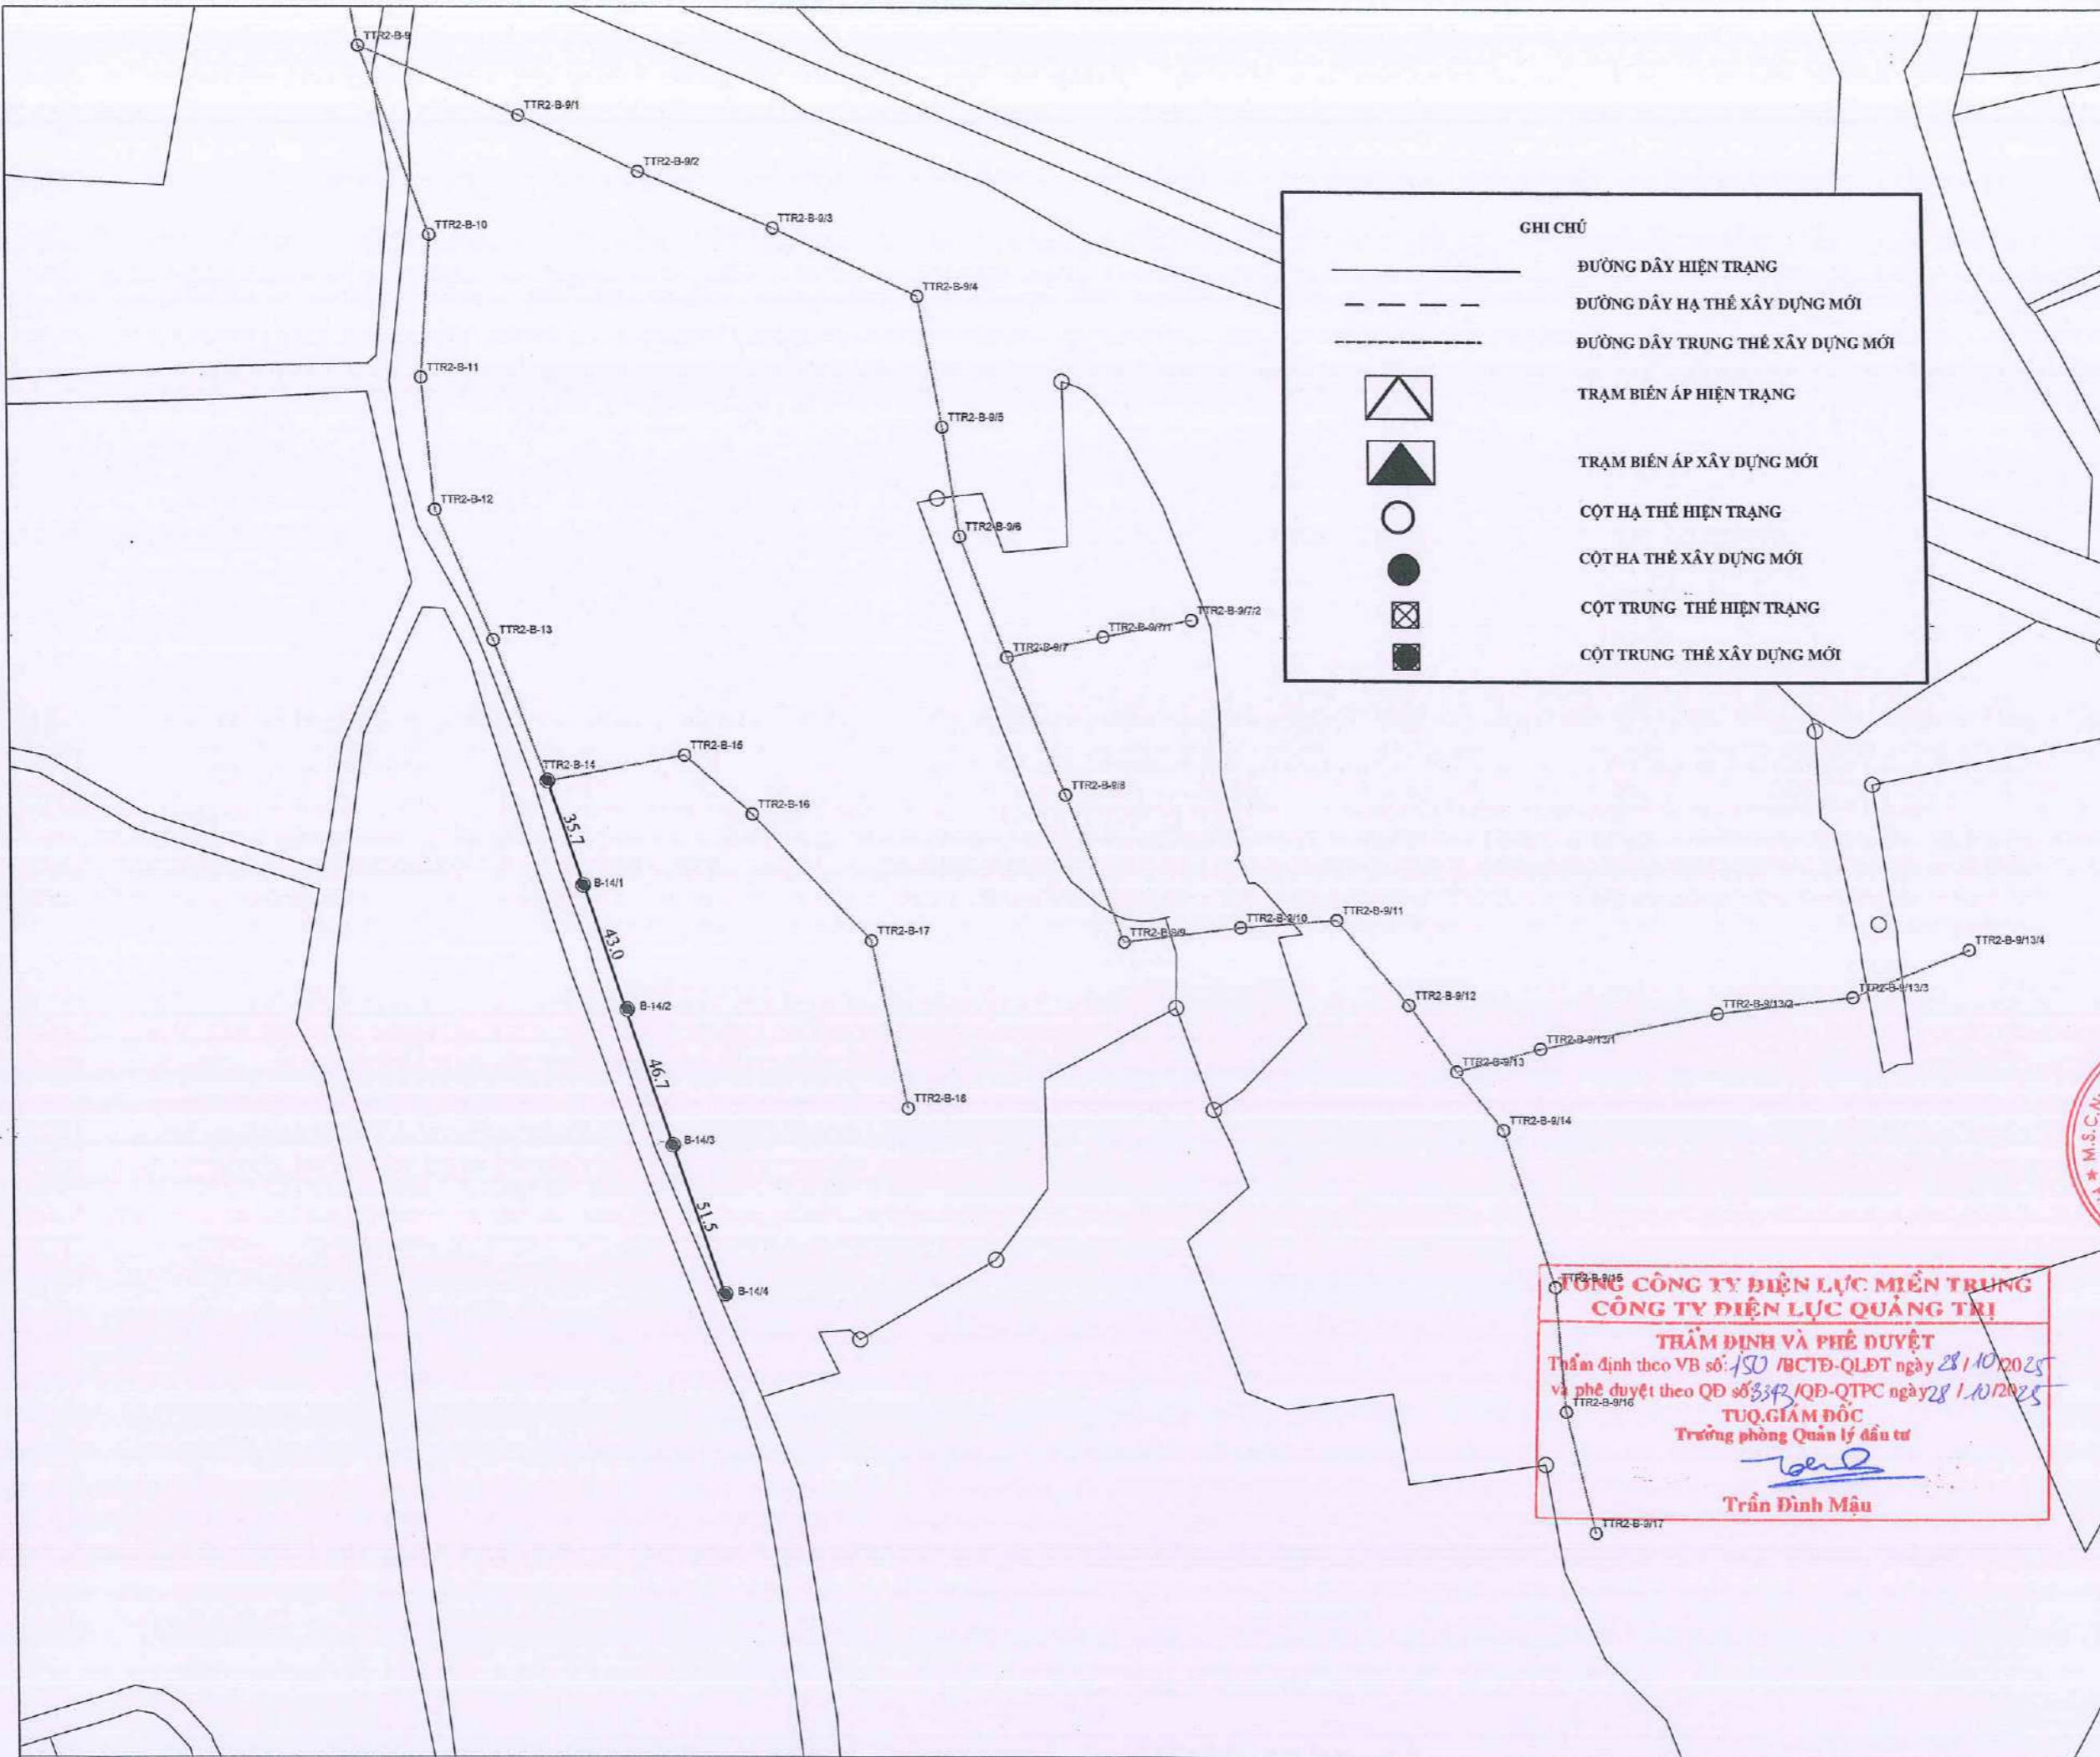 TTR2-B-9
TTR2-B-9/1
TTR2-B-9/2
TTR2-B-9/3
TTR2-B-10
TTR2-B-9/4
TTR2-B-11
TTR2-B-9/5
TTR2-B-12
TTR2-B-9/6
TTR2-B-13
TTR2-B-9/7
TTR2-B-9/7/1
TTR2-B-9/7/2
GHI CHÚ
ĐƯỜNG DÂY HIỆN TRẠNG
ĐƯỜNG DÂY HẠ THẾ XÂY DỰNG MỚI
ĐƯỜNG DÂY TRUNG THẾ XÂY DỰNG MỚI
TRẠM BIẾN ÁP HIỆN TRẠNG
TRẠM BIẾN ÁP XÂY DỰNG MỚI
CỘT HẠ THẾ HIỆN TRẠNG
CỘT HA THẾ XÂY DỰNG MỚI
CỘT TRUNG THẾ HIỆN TRẠNG
CỘT TRUNG THẾ XÂY DỰNG MỚI
TTR2-B-14
TTR2-B-15
TTR2-B-16
TTR2-B-9/8
35.7
B-14/1
TTR2-B-17
TTR2-B-9/9
TTR2-B-9/10
TTR2-B-9/11
43.0
B-14/2
TTR2-B-9/12
TTR2-B-9/13
TTR2-B-9/13/1
TTR2-B-9/13/2
TTR2-B-9/13/3
TTR2-B-9/13/4
46.7
B-14/3
TTR2-B-18
TTR2-B-9/14
51.5
B-14/4
★ M.S.C.N
TTR2-B-9/15
TỔNG CÔNG TY ĐIỆN LỰC MIỀN TRUNG
CÔNG TY ĐIỆN LỰC QUẢNG TRỊ
THẨM ĐỊNH VÀ PHÊ DUYỆT
Thẩm định theo VB số: 150 /BCTĐ-QLĐT ngày 28/10/2025
và phê duyệt theo QĐ số 3343/QĐ-QTPC ngày 28/10/2025
TTR2-B-9/16
TUQ.GIÁM ĐỐC
Trưởng phòng Quản lý đầu tư
Trần Đình Mậu
TTR2-B-9/17